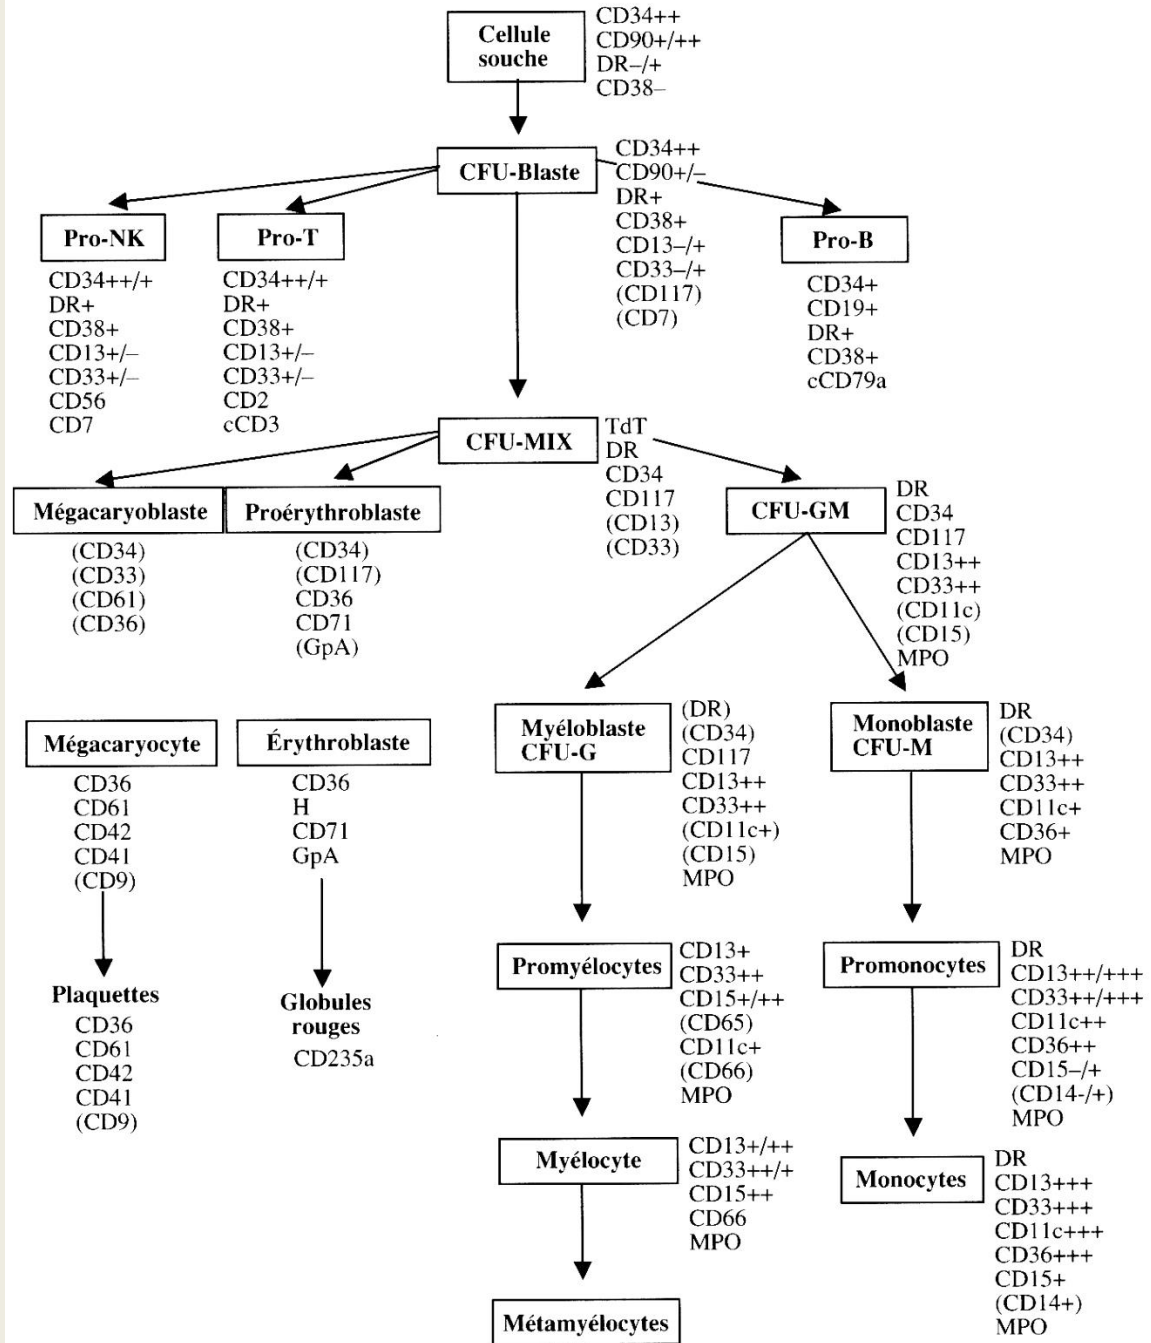 Cellule
souche
CD34++
CD90+/++
DR–/+
CD38–
CFU-Blaste
CD34++
CD90+/–
DR+
CD38+
CD13–/+
CD33–/+
(CD117)
(CD7)
Pro-NK
CD34++/+
DR+
CD38+
CD13+/–
CD33+/–
CD56
CD7
Pro-T
CD34++/+
DR+
CD38+
CD13+/–
CD33+/–
CD2
cCD3
Pro-B
CD34+
CD19+
DR+
CD38+
cCD79a
CFU-MIX
TdT
DR
CD34
CD117
(CD13)
(CD33)
Mégacaryoblaste
(CD34)
(CD33)
(CD61)
(CD36)
Proérythroblaste
(CD34)
(CD117)
CD36
CD71
(GpA)
CFU-GM
DR
CD34
CD117
CD13++
CD33++
(CD11c)
(CD15)
MPO
Mégacaryocyte
CD36
CD61
CD42
CD41
(CD9)
Érythroblaste
CD36
H
CD71
GpA
Myéloblaste
CFU-G
(DR)
(CD34)
CD117
CD13++
CD33++
(CD11c+)
(CD15)
MPO
Monoblaste
CFU-M
DR
(CD34)
CD13++
CD33++
CD11c+
CD36+
MPO
Plaquettes
CD36
CD61
CD42
CD41
(CD9)
Globules
rouges
CD235a
Promyélocytes
CD13+
CD33++
CD15+/++
(CD65)
CD11c+
(CD66)
MPO
Promonocytes
DR
CD13++/+++
CD33++/+++
CD11c++
CD36++
CD15–/+
(CD14-/+)
MPO
Myélocyte
CD13+/++
CD33++/+
CD15++
CD66
MPO
Monocytes
DR
CD13+++
CD33+++
CD11c+++
CD36+++
CD15+
(CD14+)
MPO
Métamyélocytes